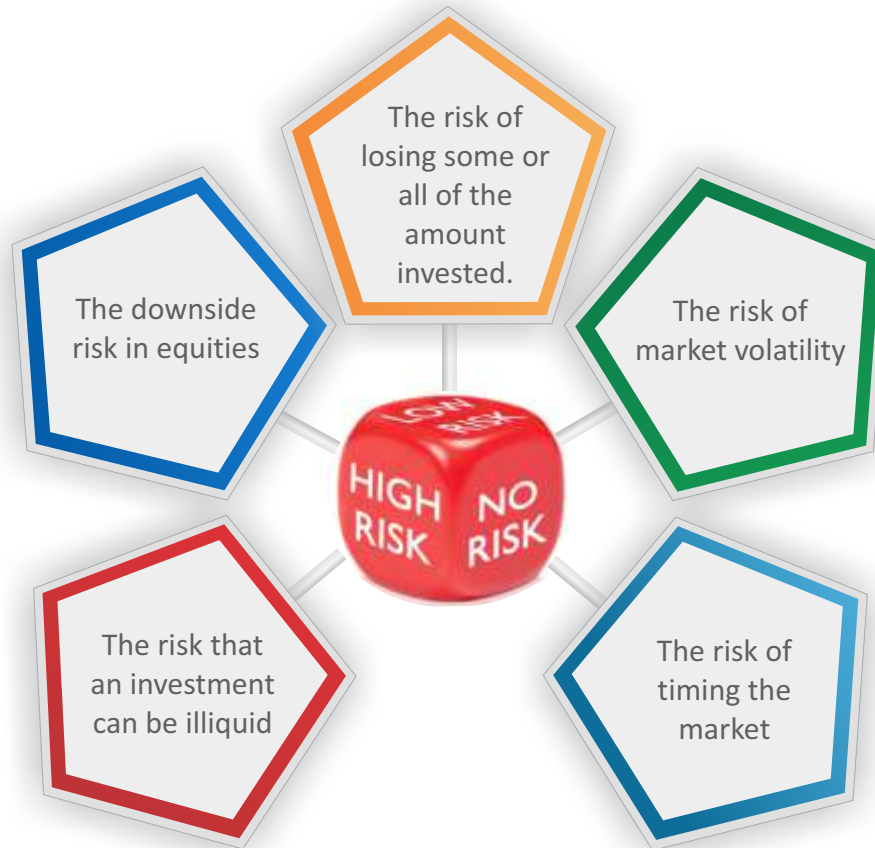 The risk of
losing some or
all of the
amount
invested.
The downside
risk in equities
The risk of
market volatility
LOW
RISK
HIGH
RISK
NO
RISK
The risk that
an investment
can be illiquid
The risk of
timing the
market